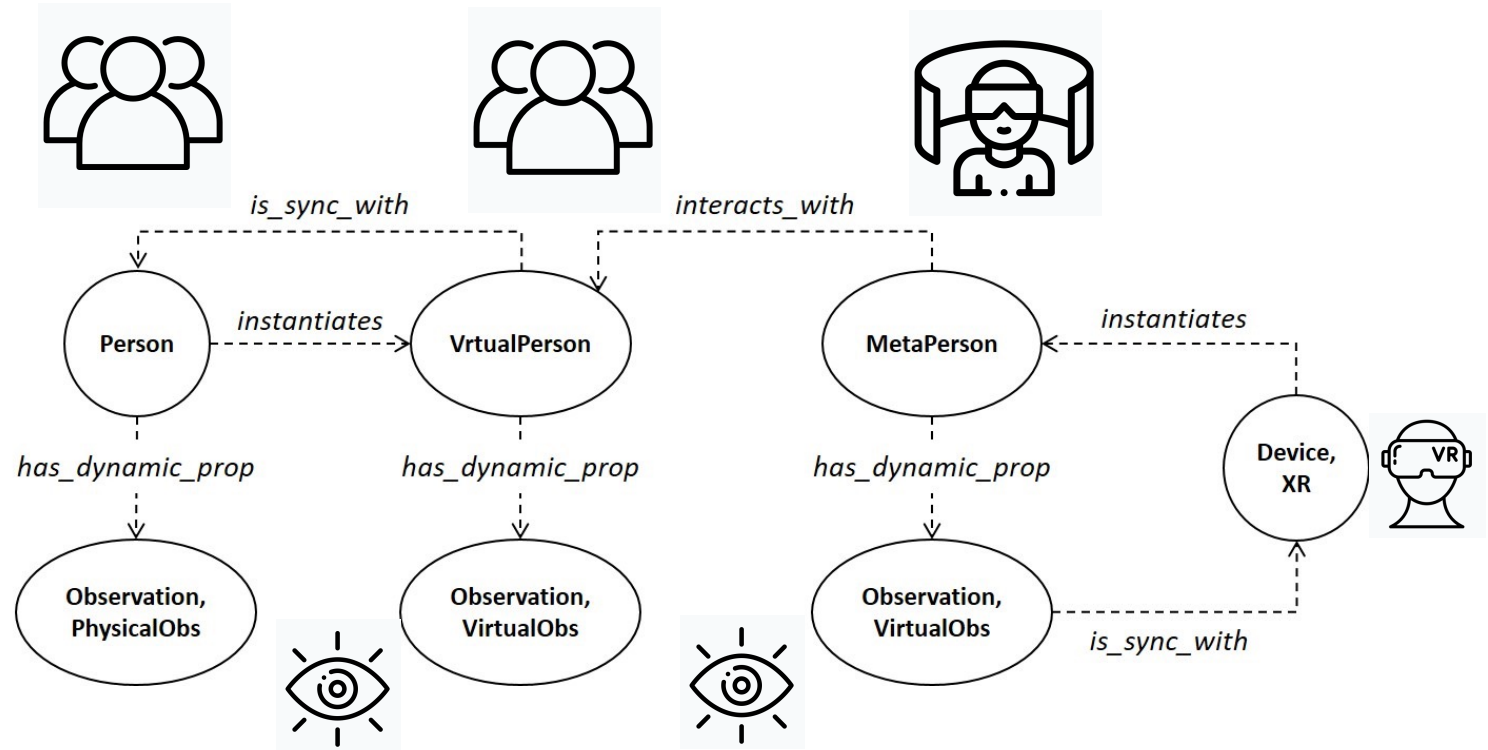 is_sync_with
interacts_with
Person
instantiates
VrtualPerson
MetaPerson
instantiates
has_dynamic_prop
has_dynamic_prop
has_dynamic_prop
Device,
XR
VR
Observation,
PhysicalObs
Observation,
VirtualObs
Observation,
VirtualObs
is_sync_with